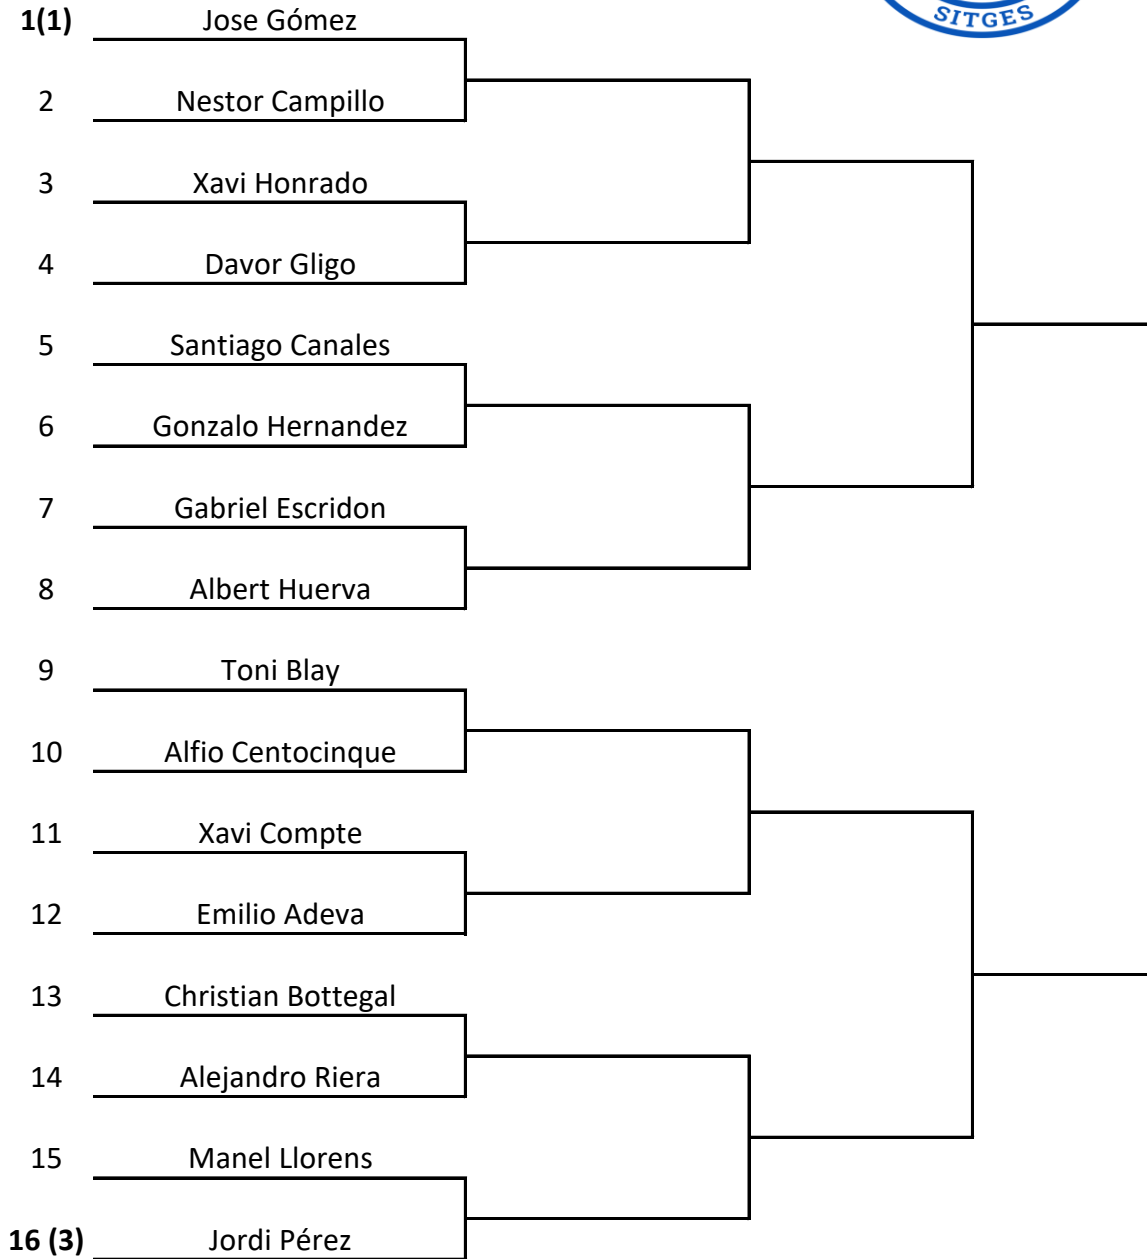 SITGES
1(1) Jose Gómez
2 Nestor Campillo
3 Xavi Honrado
4 Davor Gligo
5 Santiago Canales
6 Gonzalo Hernandez
7 Gabriel Escridon
8 Albert Huerva
9 Toni Blay
10 Alfio Centocinque
11 Xavi Compte
12 Emilio Adeva
13 Christian Bottegal
14 Alejandro Riera
15 Manel Llorens
16 (3) Jordi Pérez